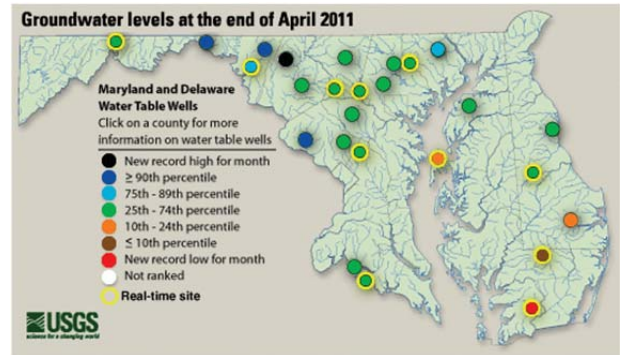 Groundwater levels at the end of April 2011
Maryland and Delaware
Water Table Wells
Click on a county for more
information on water table wells
New record high for month
≥ 90th percentile
75th - 89th percentile
25th - 74th percentile
10th - 24th percentile
≤ 10th percentile
New record low for month
Not ranked
Real-time site
USGS
science for a changing world